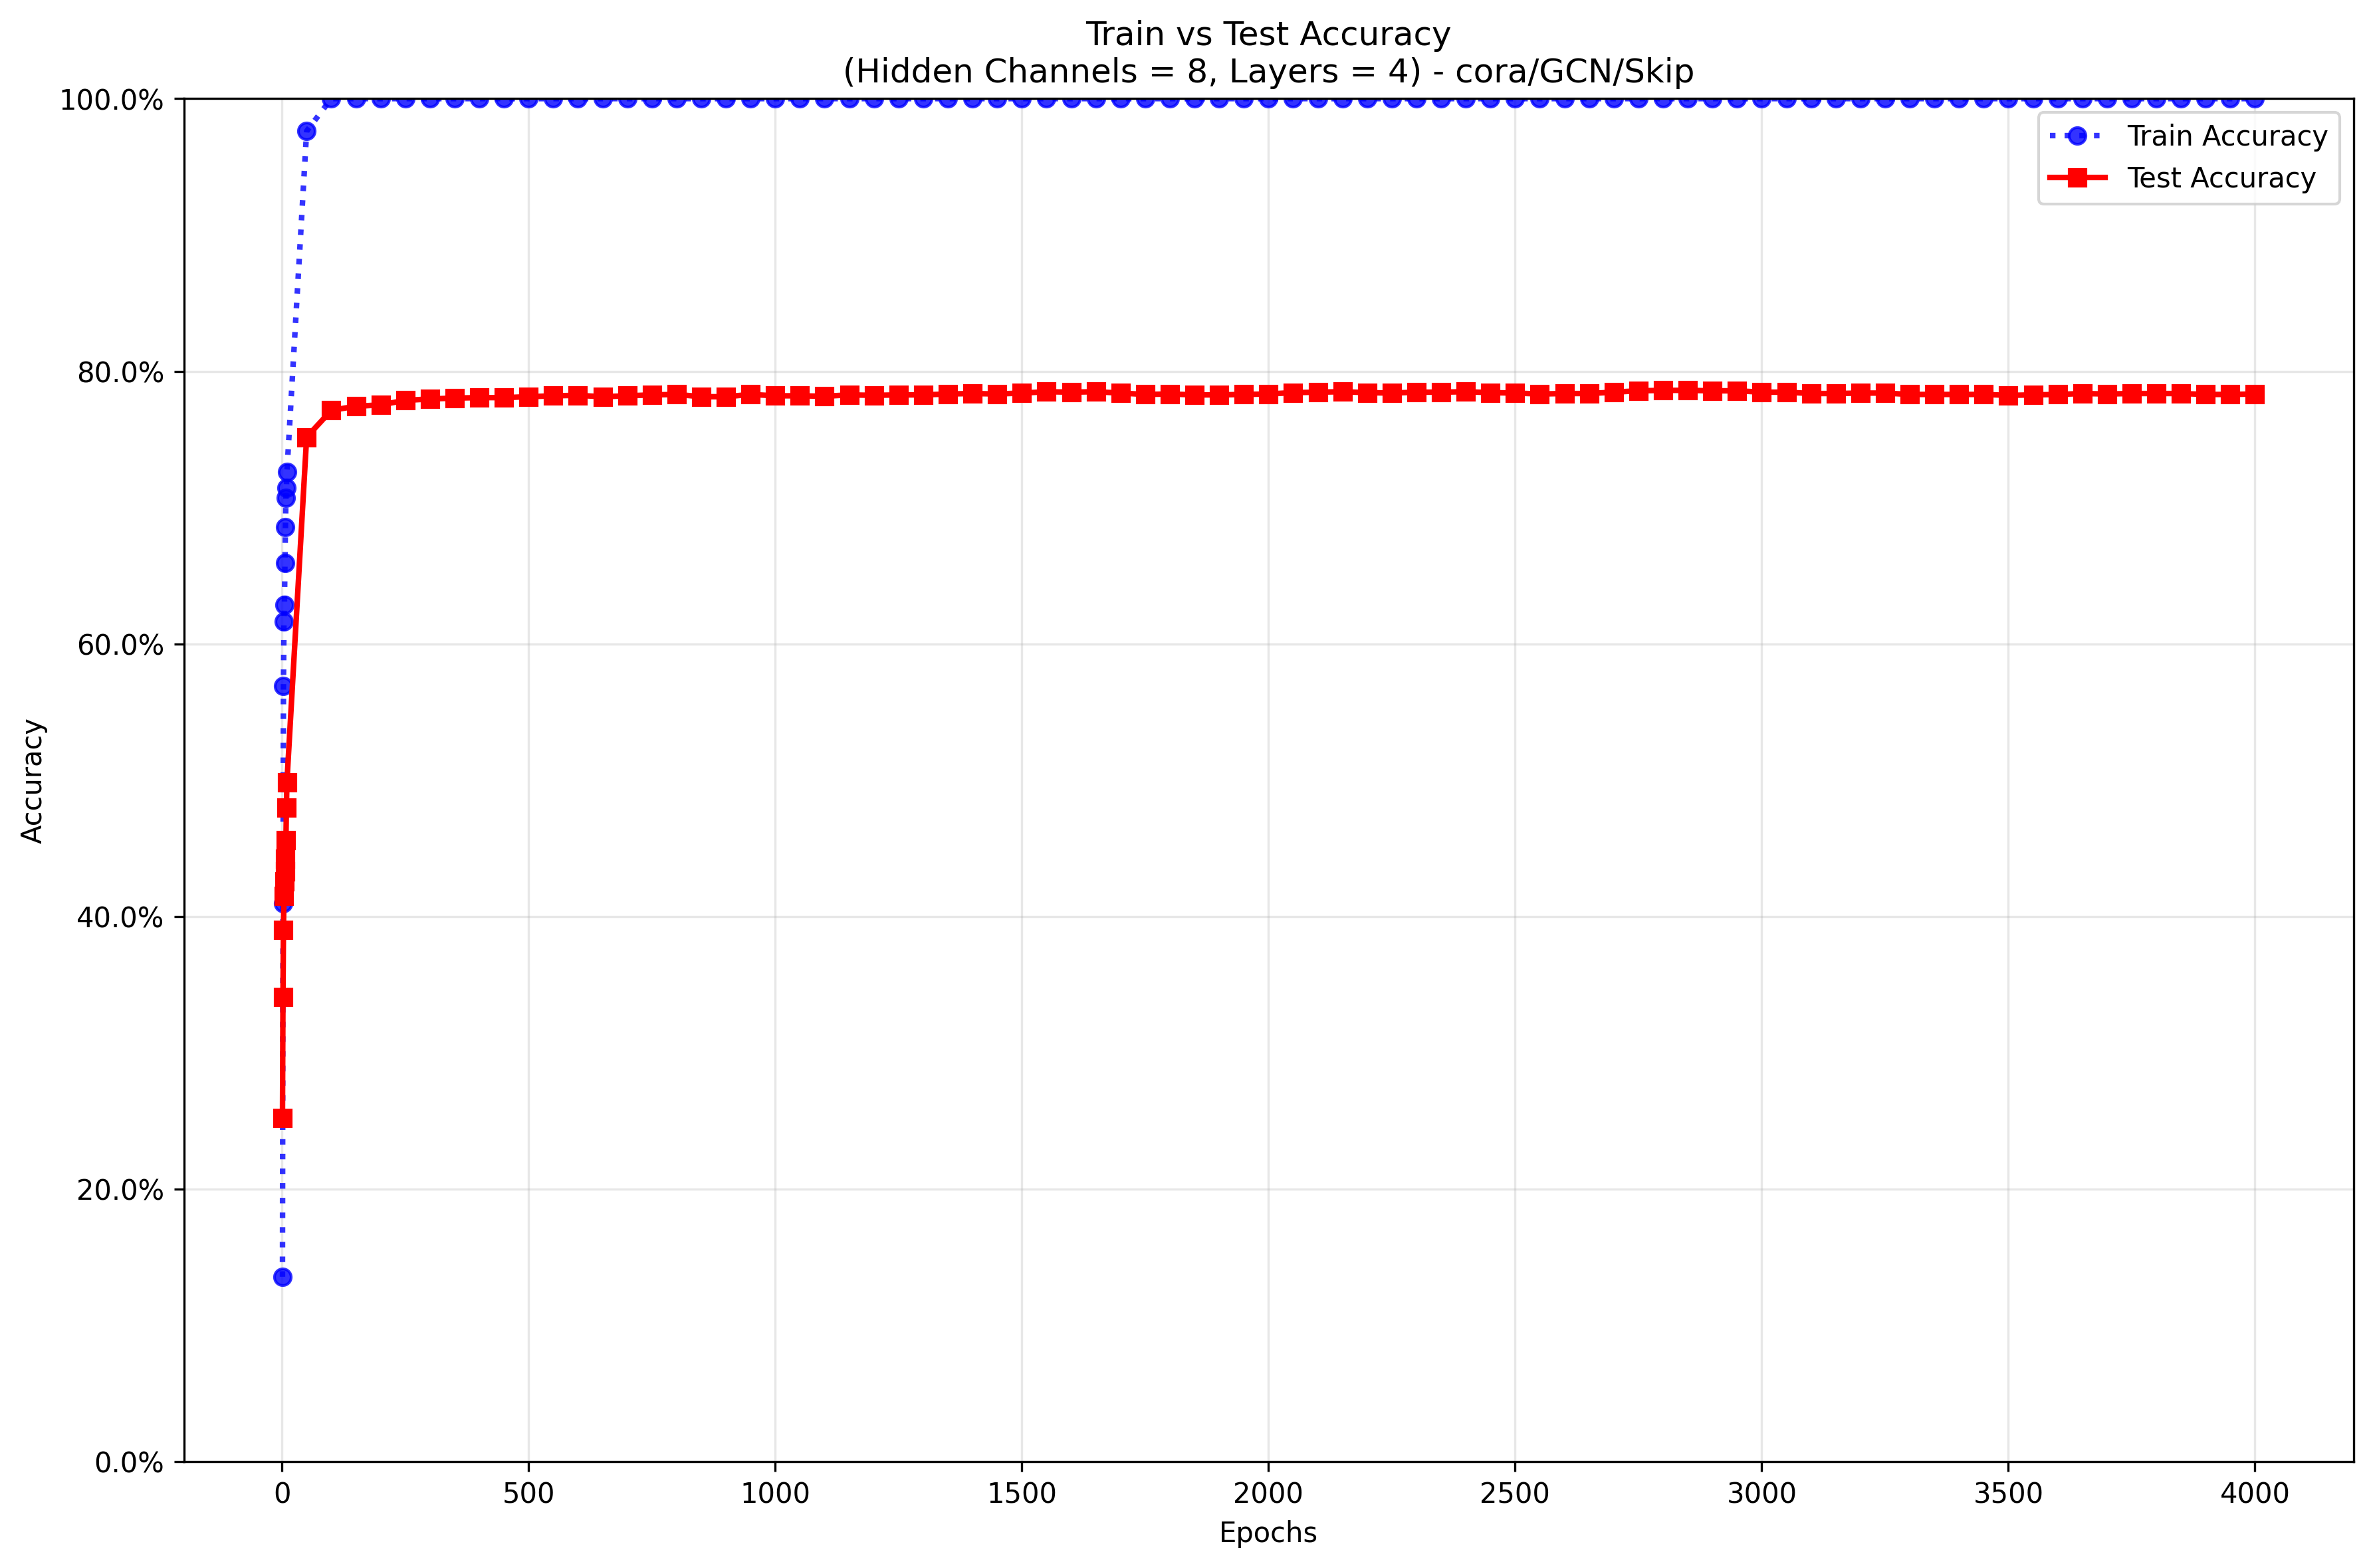 Train vs Test Accuracy
(Hidden Channels = 8, Layers = 4) - cora/GCN/Skip
100.0%
80.0%
60.0%
40.0%
20.0%
0.0%
Accuracy
Train Accuracy
Test Accuracy
0
500
1000
1500
2000
2500
3000
3500
4000
Epochs